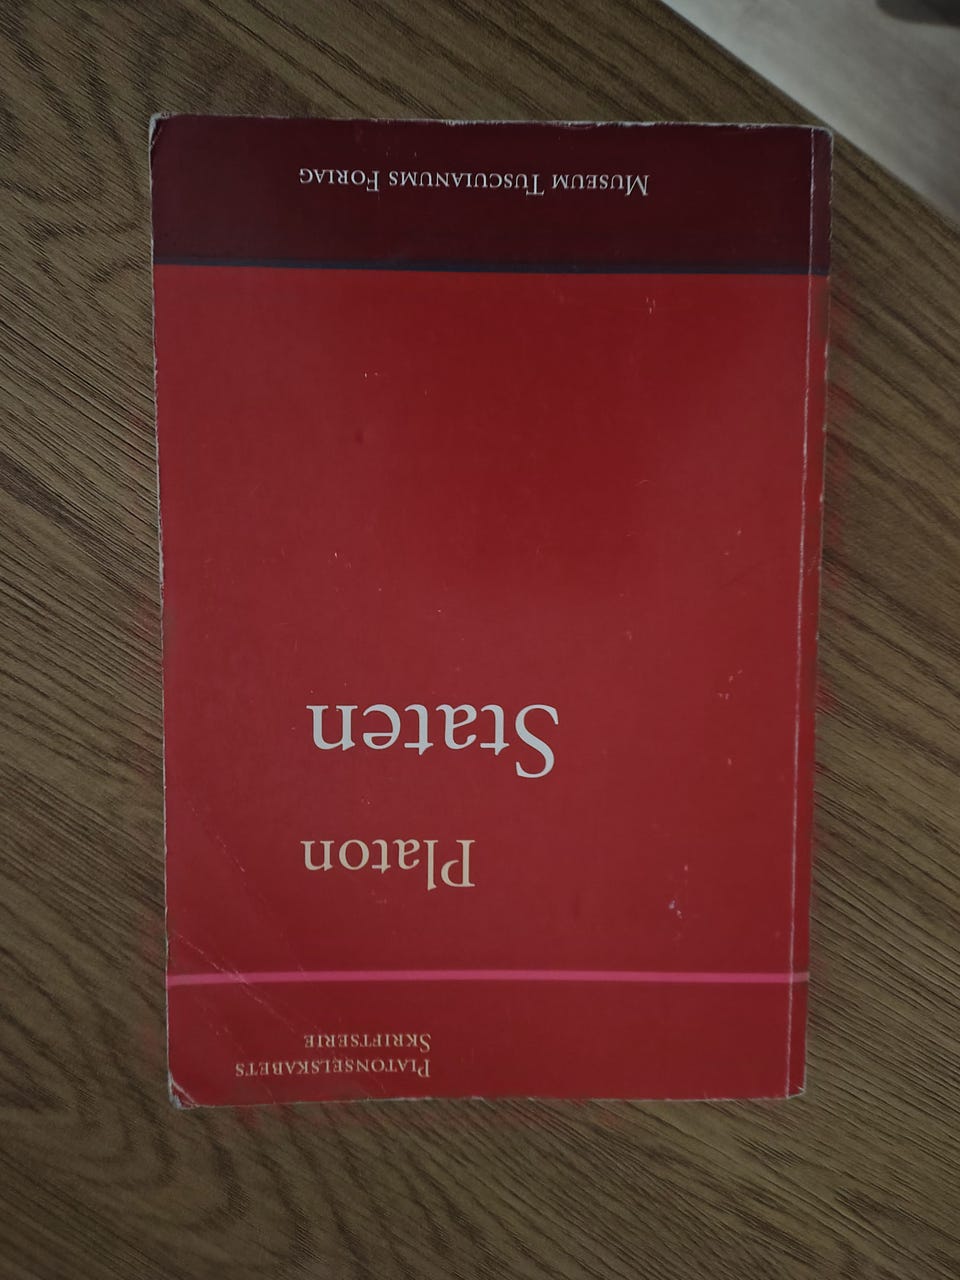 PLATONSELSKABETS
SKRIFTSERIE
Platon
Staten
MUSEUM TUSCULANUMS FORLAG